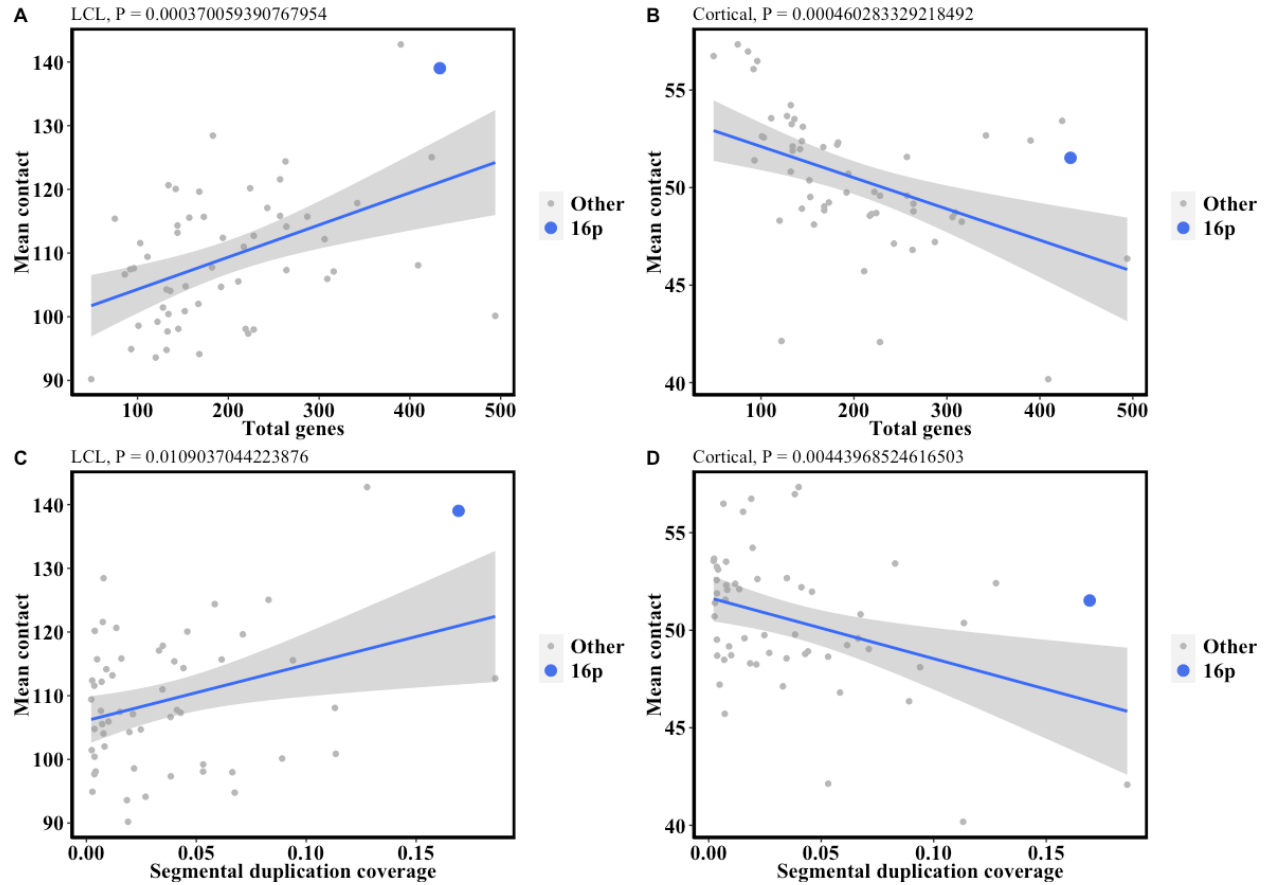 A
LCL, P = 0.000370059390767954
Mean contact
140
130
120
110
100
90
100 200 300 400 500
Total genes
Other
16p
B
Cortical, P = 0.000460283329218492
Mean contact
55
50
45
40
100 200 300 400 500
Total genes
Other
16p
C
LCL, P = 0.0109037044223876
Mean contact
140
130
120
110
100
90
0.00 0.05 0.10 0.15
Segmental duplication coverage
Other
16p
D
Cortical, P = 0.00443968524616503
Mean contact
55
50
45
40
0.00 0.05 0.10 0.15
Segmental duplication coverage
Other
16p